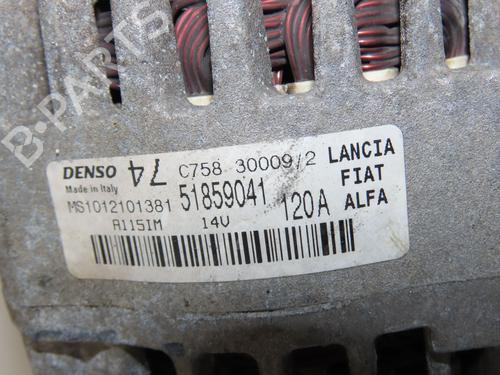 B-PARTS
DENSO 74 C758 30009/2 LANCIA
Made in Italy 51859041 FIAT
MS1012101381 120A ALFA
A115IM 14V